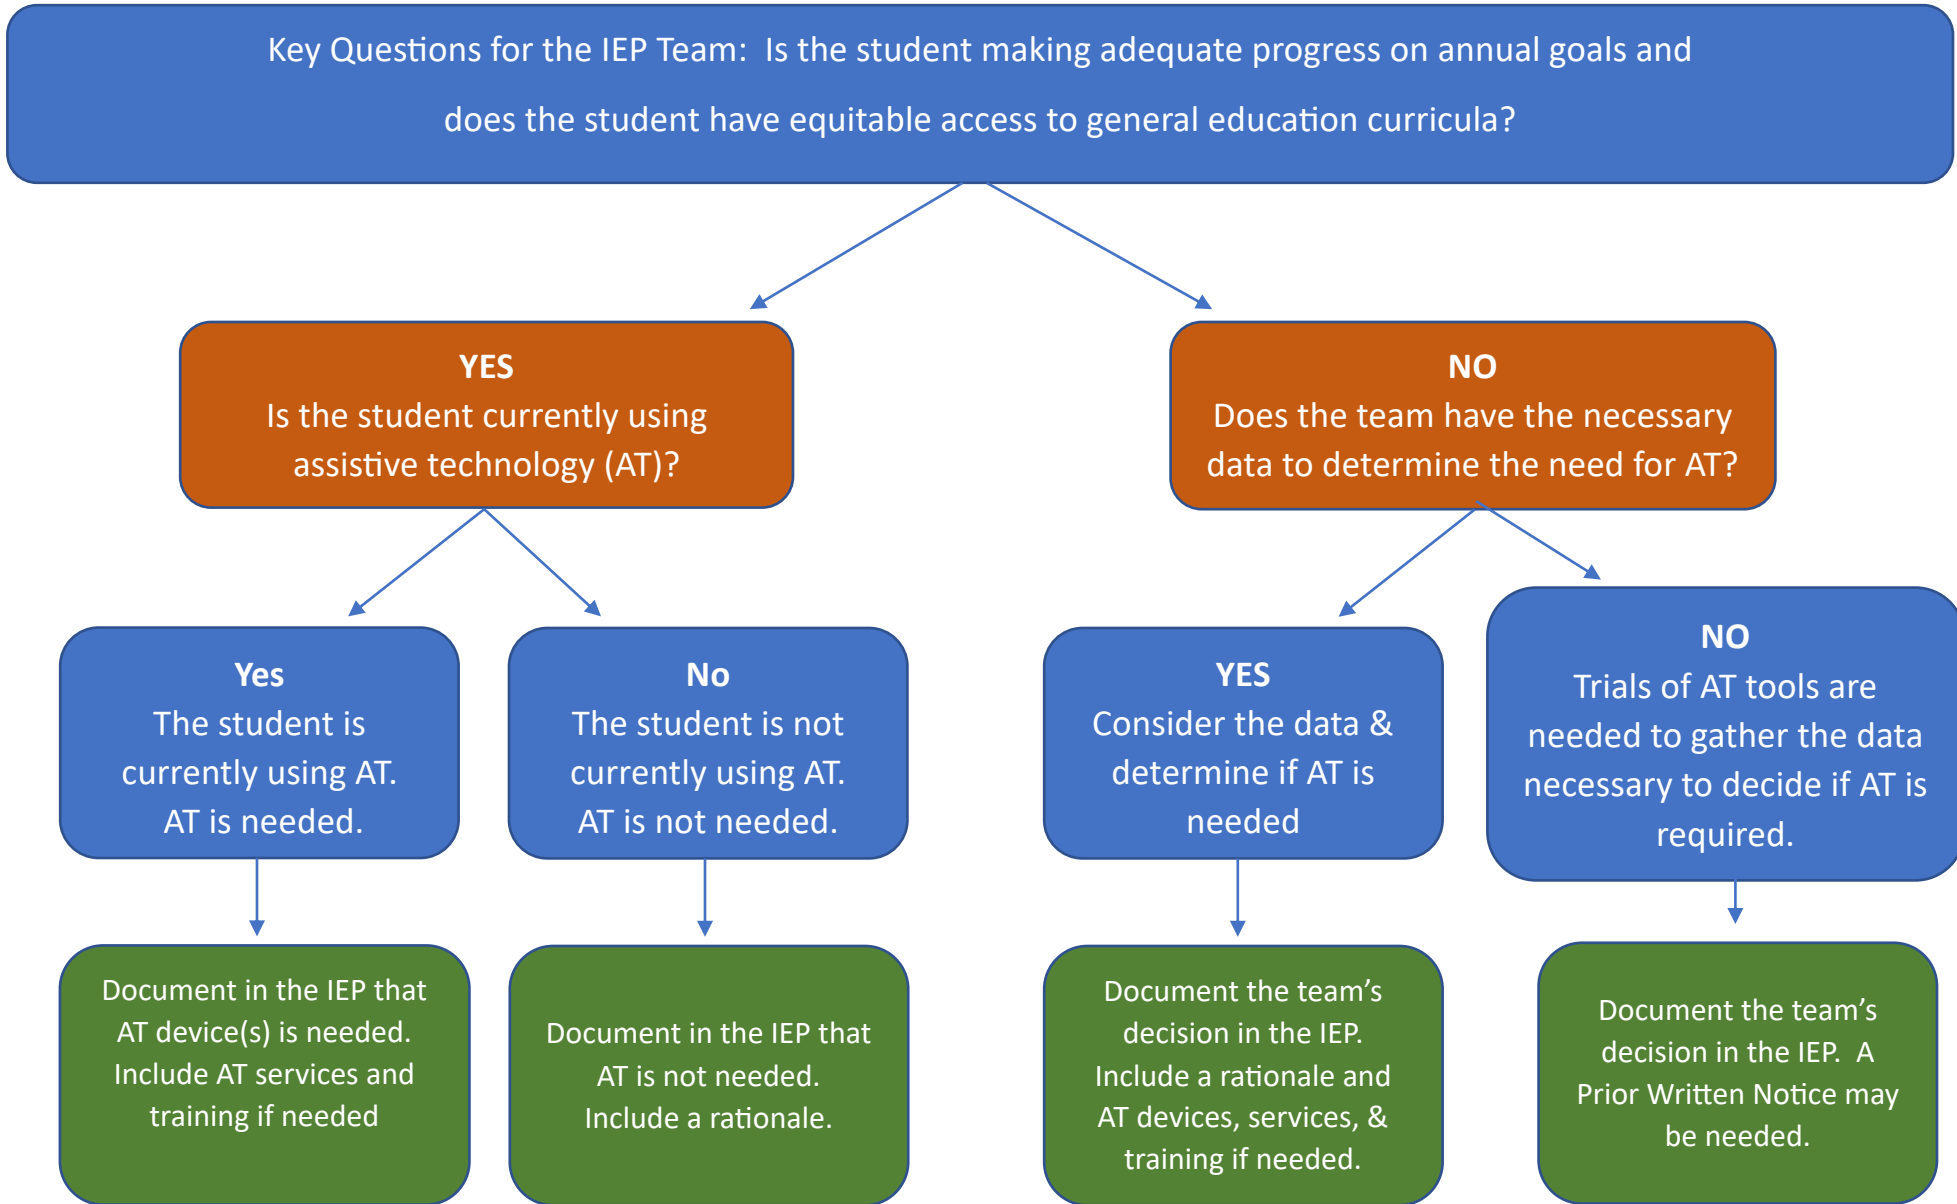 Key Questions for the IEP Team:  Is the student making adequate progress on annual goals and
does the student have equitable access to general education curricula?
YES
Is the student currently using
assistive technology (AT)?
NO
Does the team have the necessary
data to determine the need for AT?
Yes
The student is
currently using AT.
AT is needed.
No
The student is not
currently using AT.
AT is not needed.
YES
Consider the data &
determine if AT is
needed
NO
Trials of AT tools are
needed to gather the data
necessary to decide if AT is
required.
Document in the IEP that
AT device(s) is needed.
Include AT services and
training if needed
Document in the IEP that
AT is not needed.
Include a rationale.
Document the team’s
decision in the IEP.
Include a rationale and
AT devices, services, &
training if needed.
Document the team’s
decision in the IEP.  A
Prior Written Notice may
be needed.